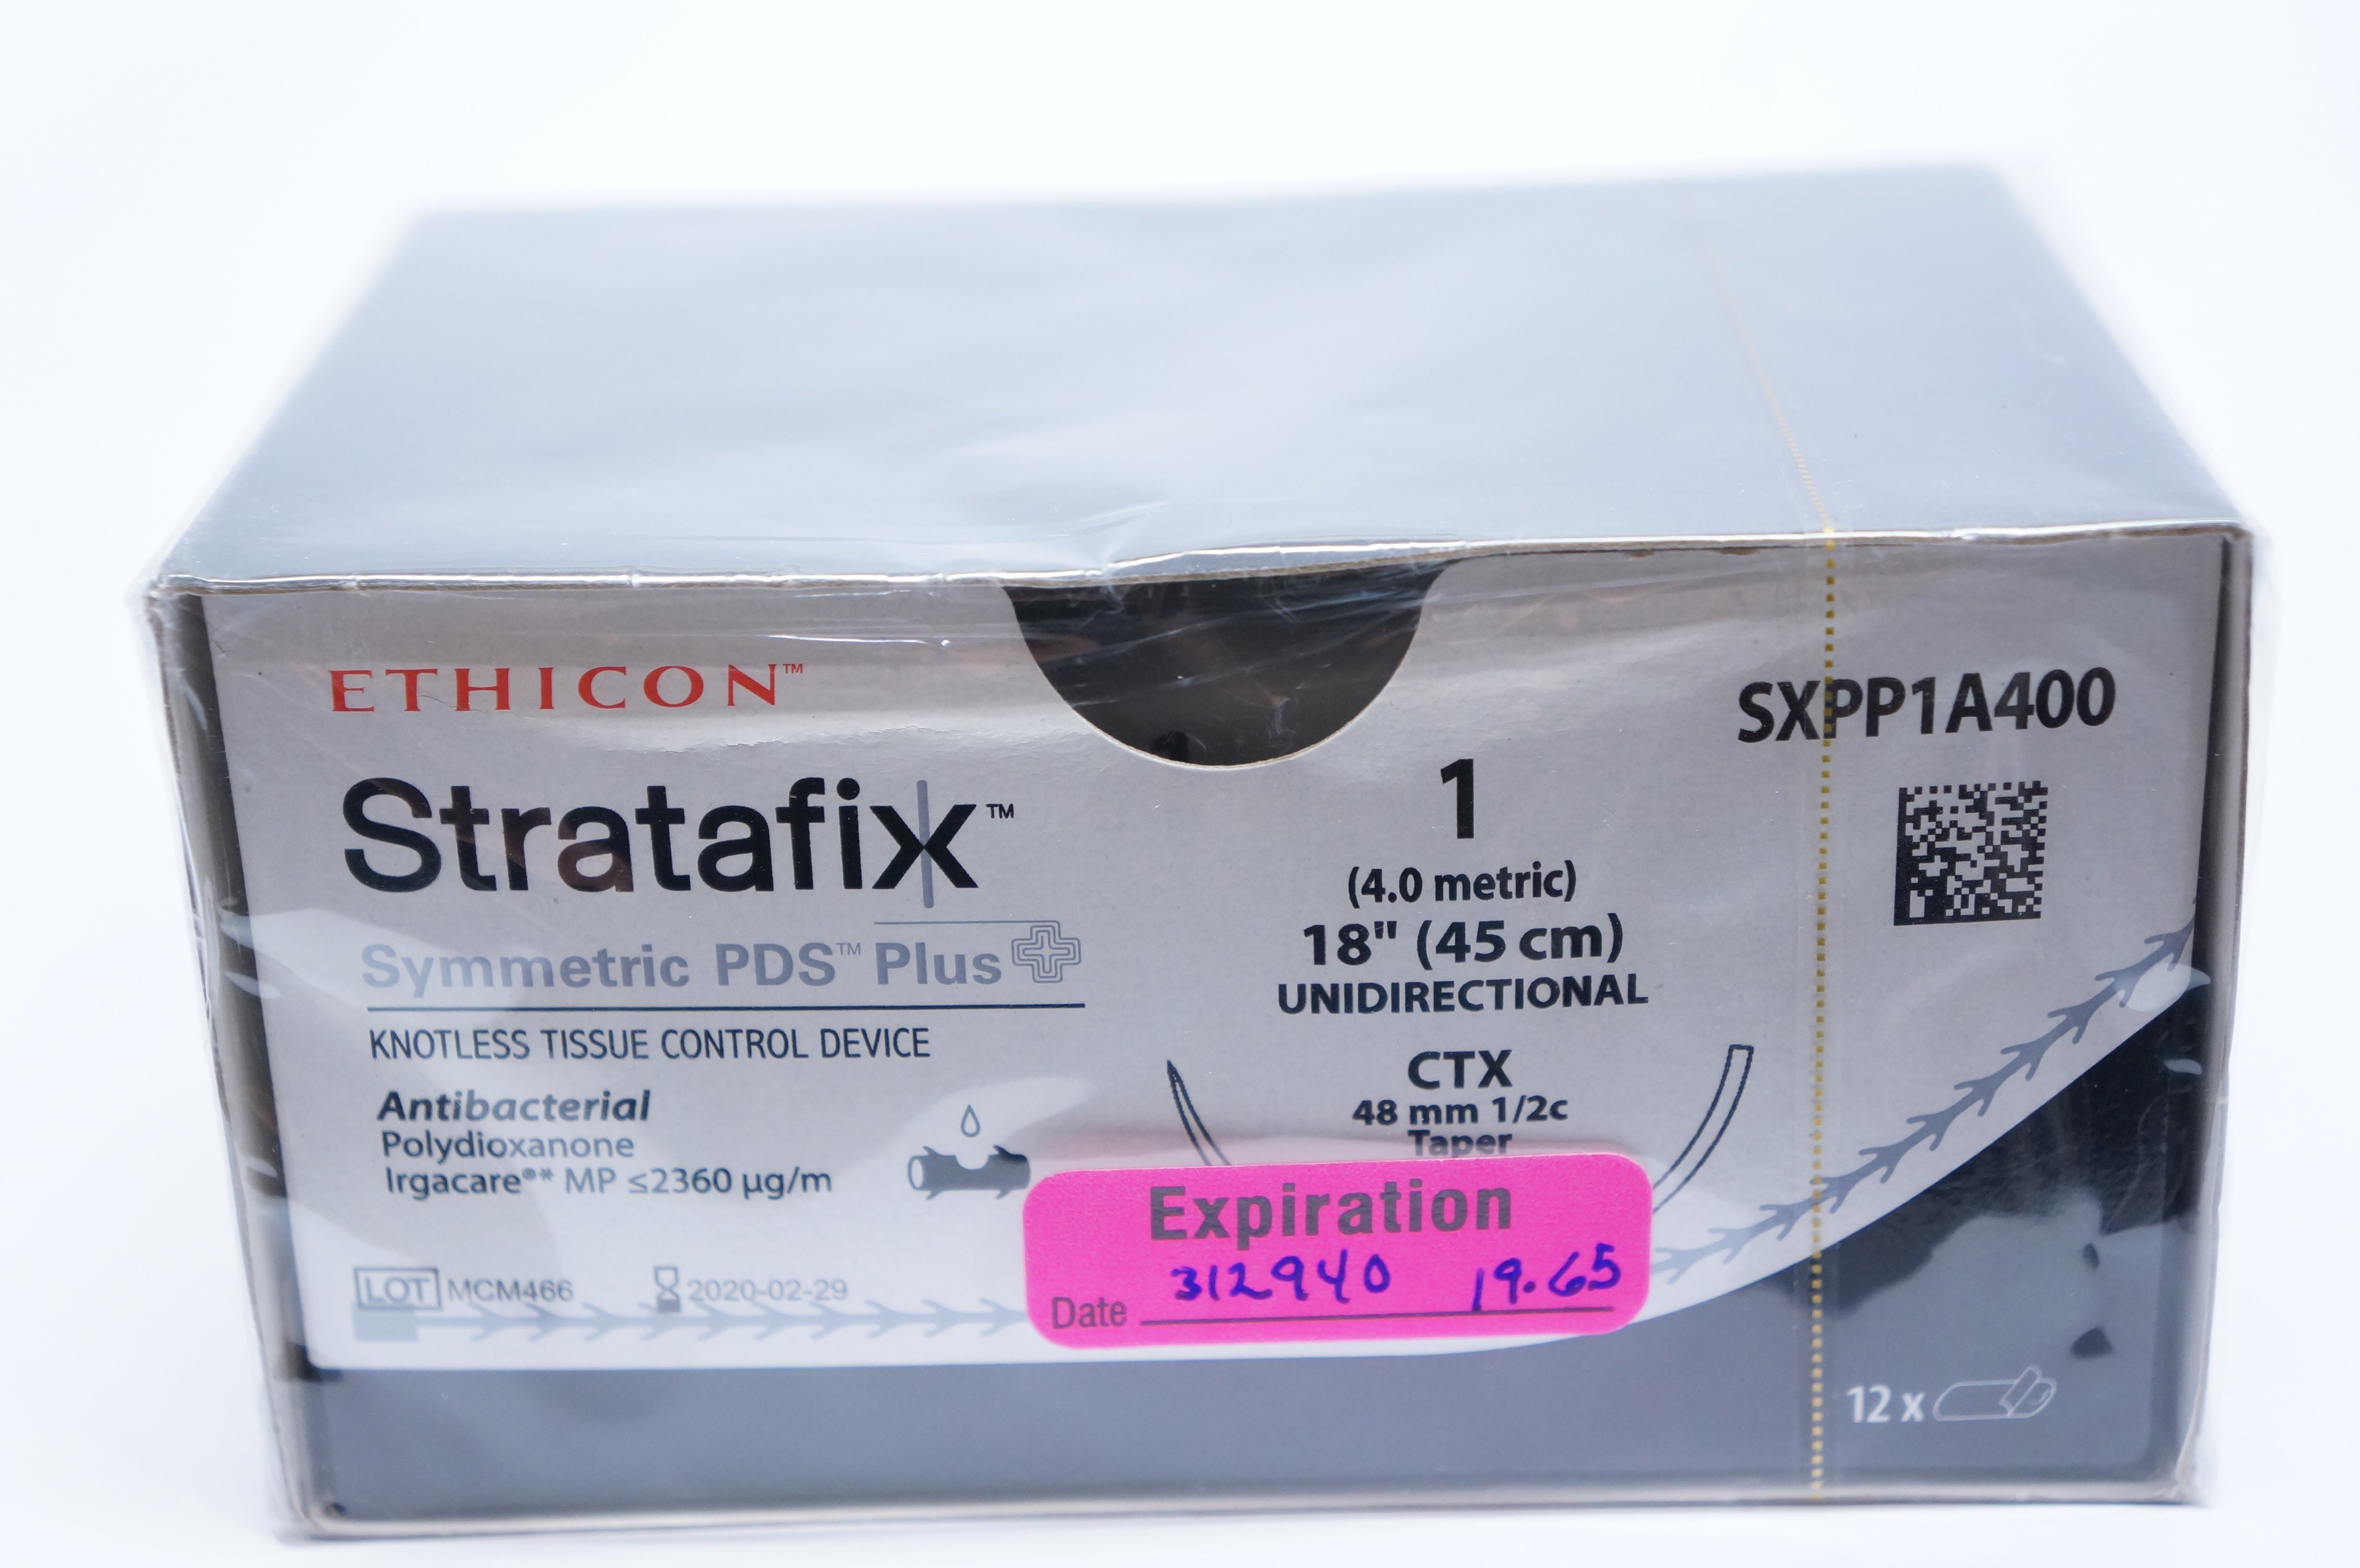 ETHICON™
Stratafix™
Symmetric PDS™ Plus
KNOTLESS TISSUE CONTROL DEVICE
Antibacterial
Polydioxanone
Irgacare®* MP ≤2360 µg/m
LOT MCM466 2020-02-29
SXPP1A400
1
(4.0 metric)
18" (45 cm)
UNIDIRECTIONAL
CTX
48 mm 1/2c
Taper
Expiration
312940 19.65
Date
12 x